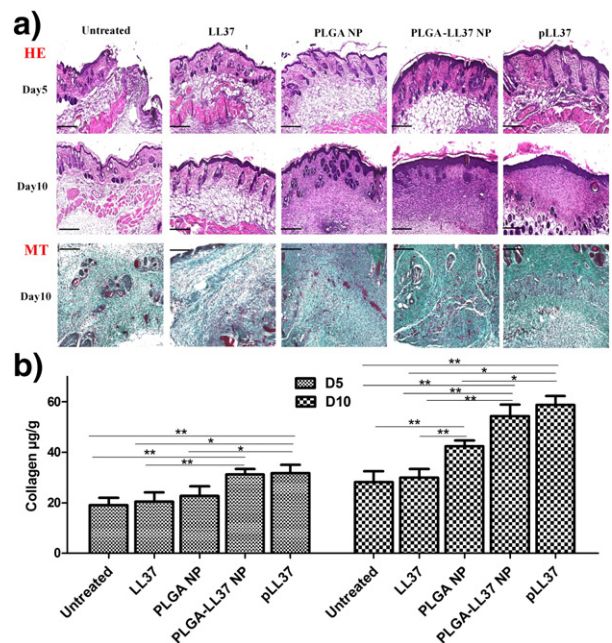 a)
Untreated LL37 PLGA NP PLGA-LL37 NP pLL37
HE
Day5
Day10
MT
Day10
b)
** ** * * ** ** ** * ** * ** ** ** **
D5
D10
Collagen µg/g
60
40
20
0
Untreated LL37 PLGA NP PLGA-LL37 NP pLL37 Untreated LL37 PLGA NP PLGA-LL37 NP pLL37